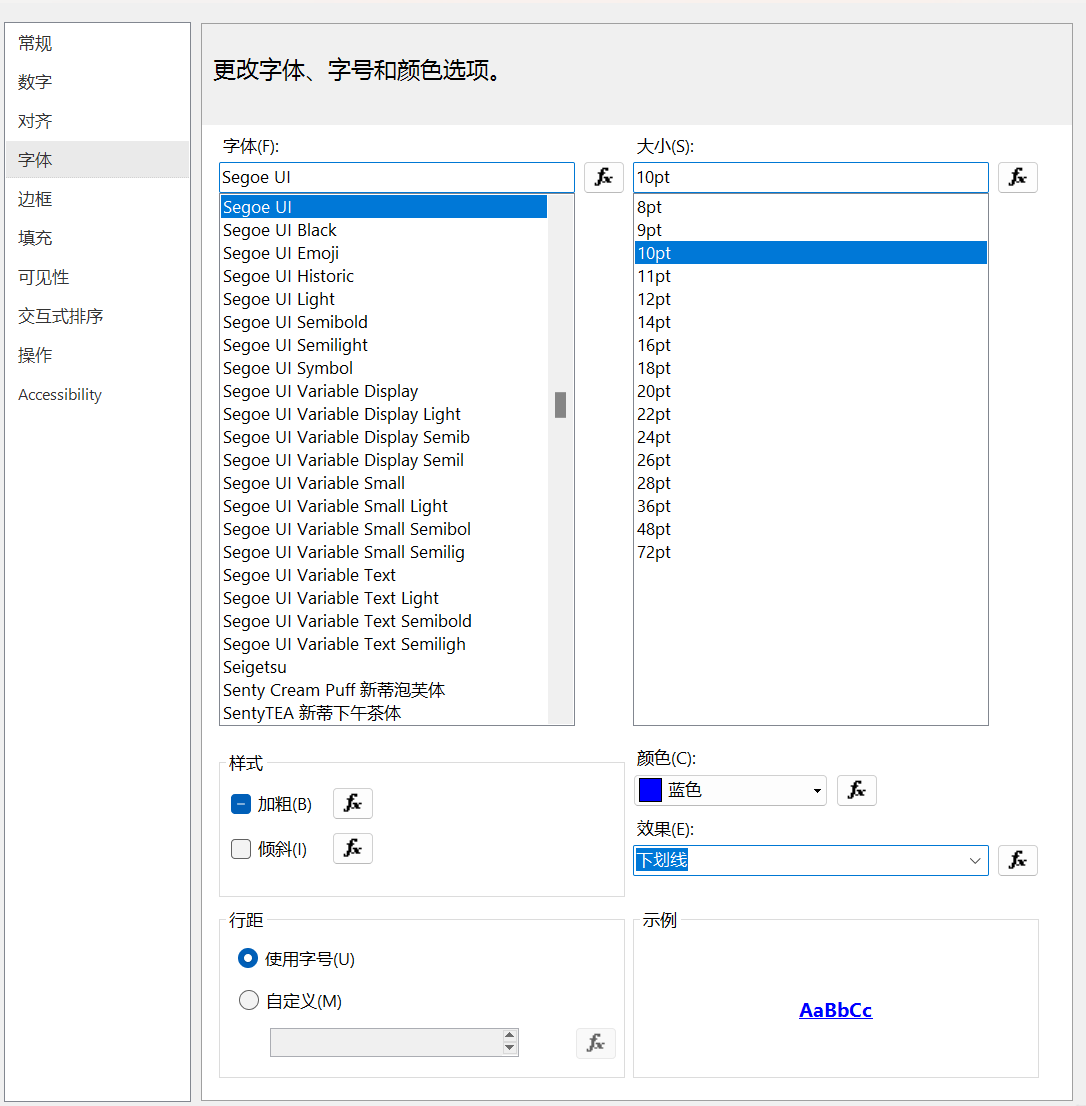 常规
数字
对齐
字体
边框
填充
可见性
交互式排序
操作
Accessibility
更改字体、字号和颜色选项。
字体(F):
Segoe UI
fx
Segoe UI
Segoe UI Black
Segoe UI Emoji
Segoe UI Historic
Segoe UI Light
Segoe UI Semibold
Segoe UI Semilight
Segoe UI Symbol
Segoe UI Variable Display
Segoe UI Variable Display Light
Segoe UI Variable Display Semib
Segoe UI Variable Display Semil
Segoe UI Variable Small
Segoe UI Variable Small Light
Segoe UI Variable Small Semibol
Segoe UI Variable Small Semilig
Segoe UI Variable Text
Segoe UI Variable Text Light
Segoe UI Variable Text Semibold
Segoe UI Variable Text Semiligh
Seigetsu
Senty Cream Puff 新蒂泡芙体
SentyTEA 新蒂下午茶体
大小(S):
10pt
fx
8pt
9pt
10pt
11pt
12pt
14pt
16pt
18pt
20pt
22pt
24pt
26pt
28pt
36pt
48pt
72pt
样式
加粗(B)
fx
倾斜(I)
fx
颜色(C):
蓝色
fx
效果(E):
下划线
fx
行距
使用字号(U)
自定义(M)
fx
示例
AaBbCc